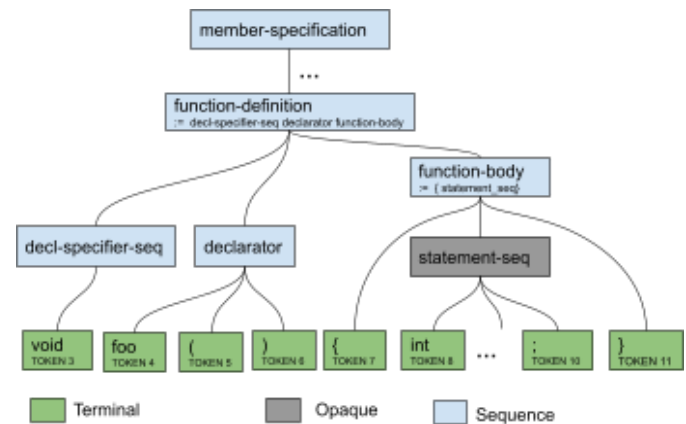 member-specification
...
function-definition
:= decl-specifier-seq declarator function-body
function-body
:= { statement_seq}
decl-specifier-seq
declarator
statement-seq
void
TOKEN 3
foo
TOKEN 4
(
TOKEN 5
)
TOKEN 6
{
TOKEN 7
int
TOKEN 8
...
;
TOKEN 10
}
TOKEN 11
Terminal
Opaque
Sequence